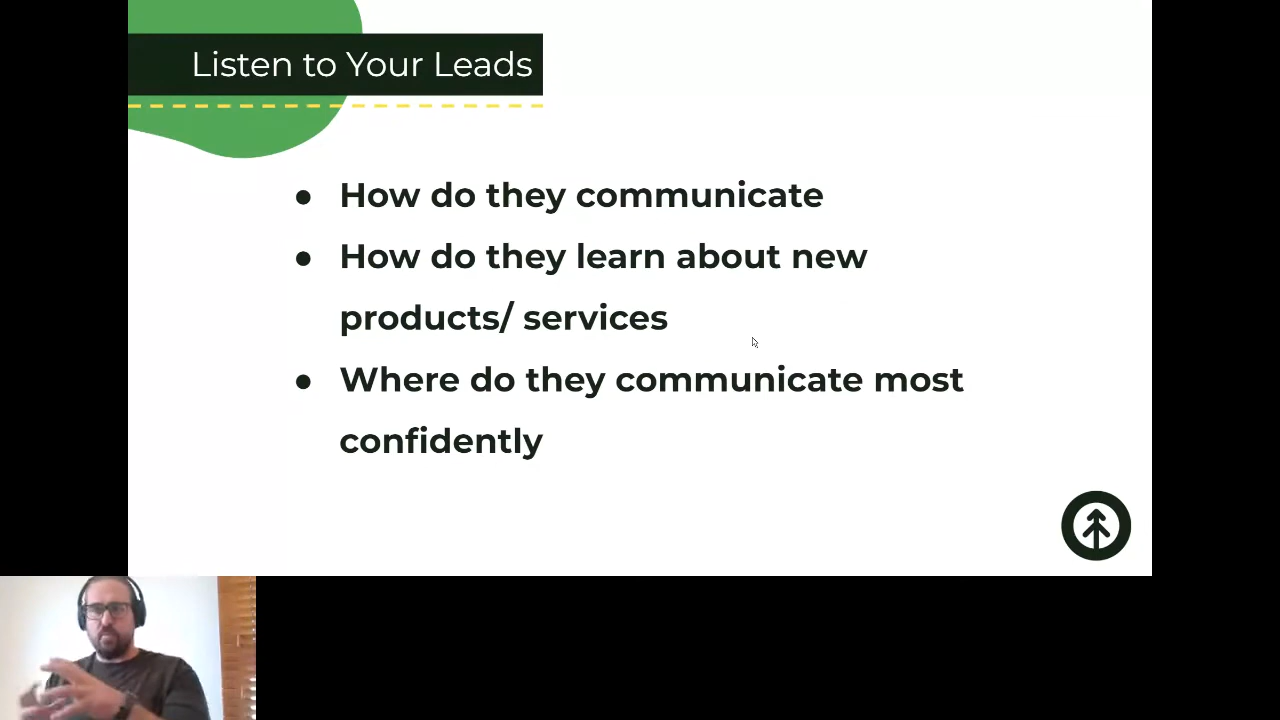 Listen to Your Leads
● How do they communicate
● How do they learn about new
products/ services
● Where do they communicate most
confidently